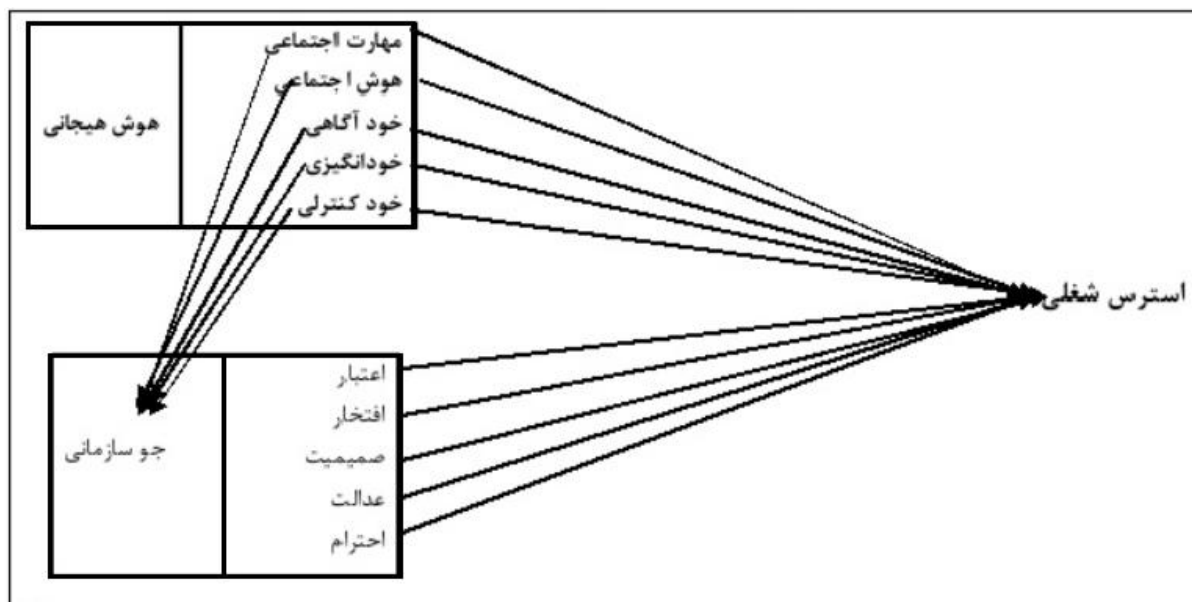 مهارت اجتماعی
هوش اجتماعی
خود آگاهی
خودانگیزی
خود کنترلی
هوش هیجانی
استرس شغلی
اعتبار
افتخار
صمیمیت
عدالت
احترام
جو سازمانی